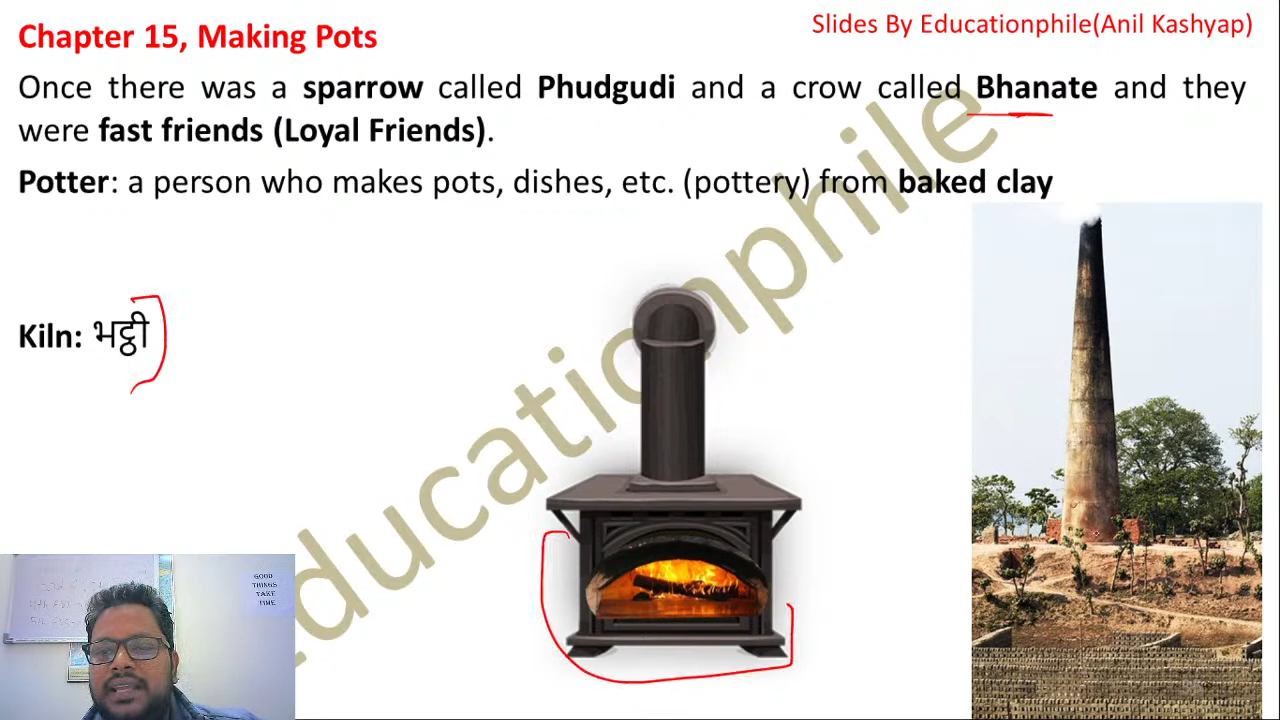 Chapter 15, Making Pots
Slides By Educationphile(Anil Kashyap)
Once there was a sparrow called Phudgudi and a crow called Bhanate and they
were fast friends (Loyal Friends).
Potter: a person who makes pots, dishes, etc. (pottery) from baked clay
Kiln: भट्ठी
Educationphile
GOOD
THINGS
TAKE
TIME